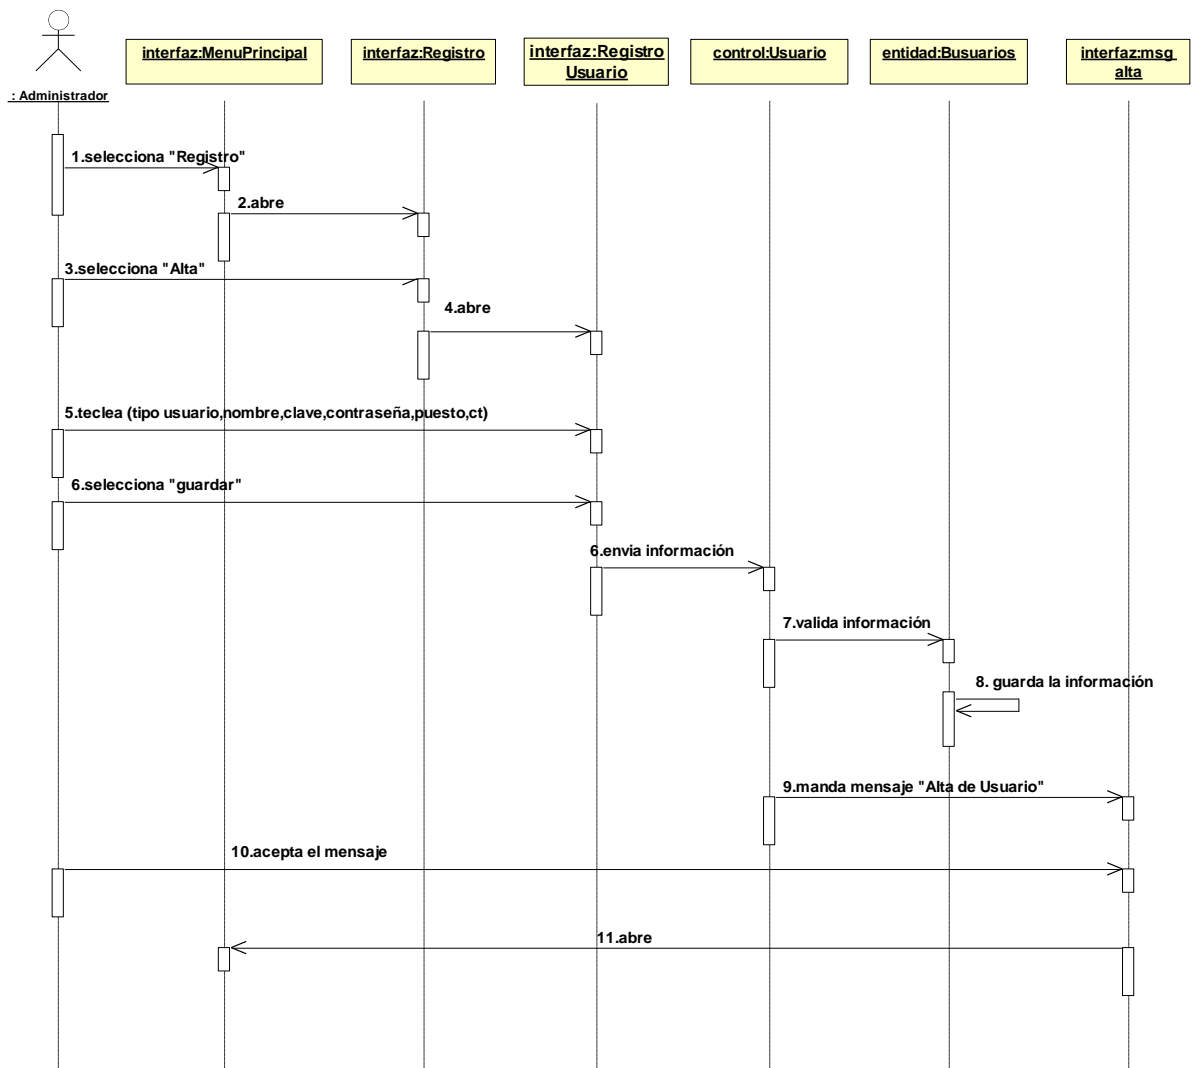 interfaz:MenuPrincipal
interfaz:Registro
interfaz:Registro
Usuario
control:Usuario
entidad:Busuarios
interfaz:msg
alta
: Administrador
1.selecciona "Registro"
2.abre
3.selecciona "Alta"
4.abre
5.teclea (tipo usuario,nombre,clave,contraseña,puesto,ct)
6.selecciona "guardar"
6.envia información
7.valida información
8. guarda la información
9.manda mensaje "Alta de Usuario"
10.acepta el mensaje
11.abre